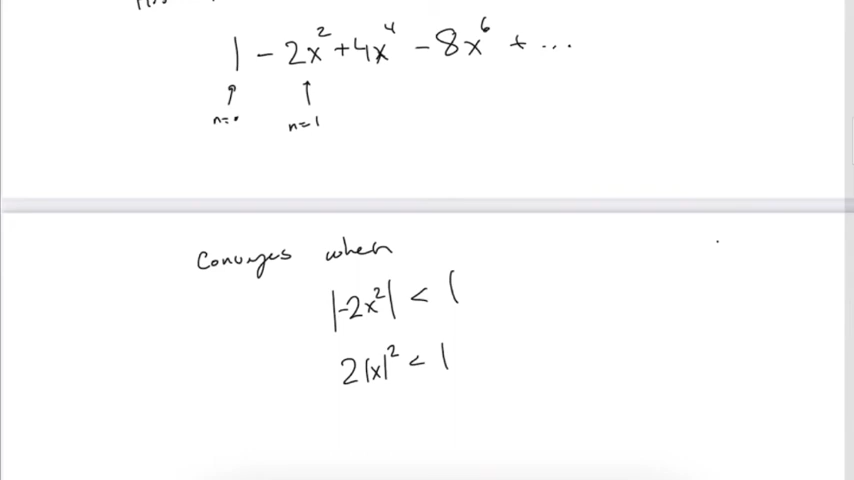 1 - 2x² + 4x⁴ - 8x⁶ + ...
n=0 n=1
Converges when
|-2x²| < 1
2|x|² < 1